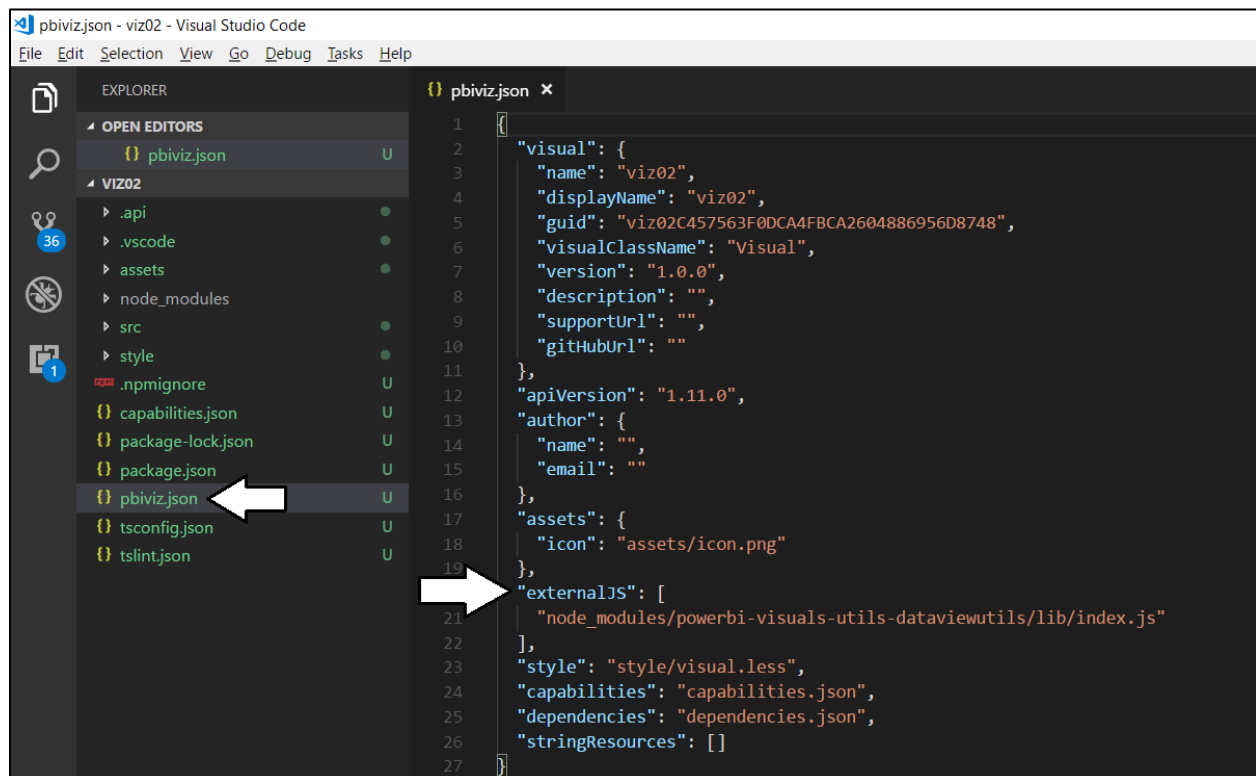 pbiviz.json - viz02 - Visual Studio Code
File Edit Selection View Go Debug Tasks Help
EXPLORER
OPEN EDITORS
{} pbiviz.json U
VIZ02
.api
.vscode
assets
node_modules
src
style
npm .npmignore U
{} capabilities.json U
{} package-lock.json U
{} package.json U
{} pbiviz.json U
{} tsconfig.json U
{} tslint.json U
36
1
{} pbiviz.json ×
1 {
2 "visual": {
3 "name": "viz02",
4 "displayName": "viz02",
5 "guid": "viz02C457563F0DCA4FBCA2604886956D8748",
6 "visualClassName": "Visual",
7 "version": "1.0.0",
8 "description": "",
9 "supportUrl": "",
10 "gitHubUrl": ""
11 },
12 "apiVersion": "1.11.0",
13 "author": {
14 "name": "",
15 "email": ""
16 },
17 "assets": {
18 "icon": "assets/icon.png"
19 },
"externalJS": [
21 "node_modules/powerbi-visuals-utils-dataviewutils/lib/index.js"
22 ],
23 "style": "style/visual.less",
24 "capabilities": "capabilities.json",
25 "dependencies": "dependencies.json",
26 "stringResources": []
27 }